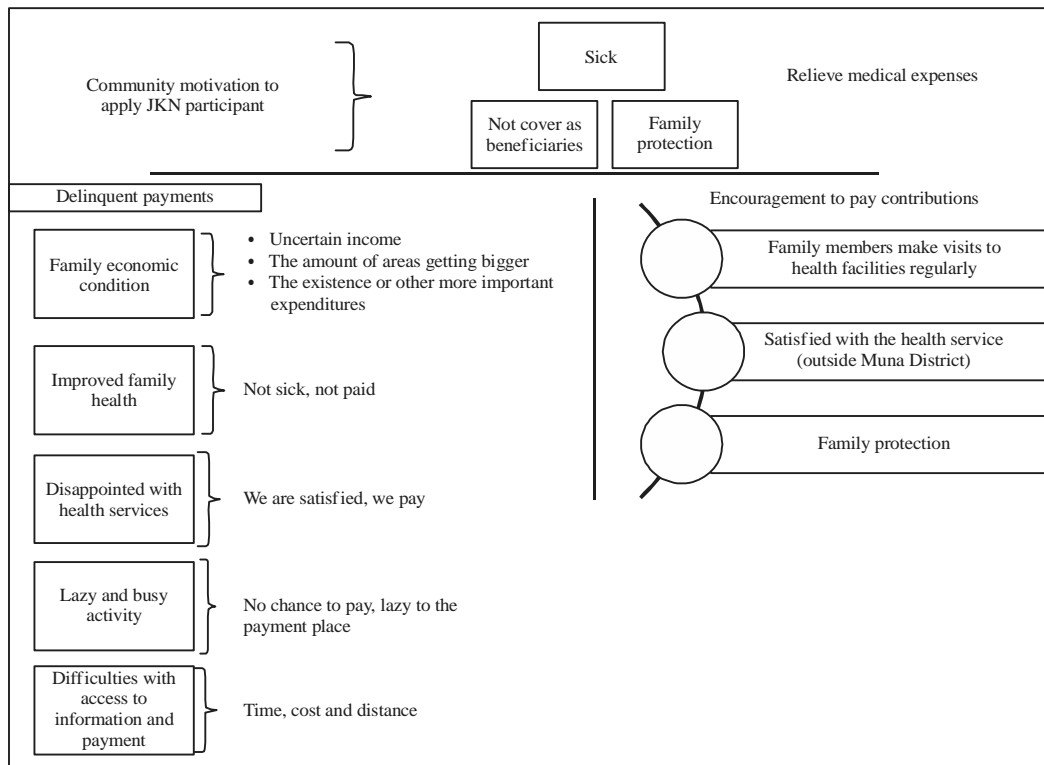 Community motivation to
apply JKN participant
Sick
Not cover as
beneficiaries
Family
protection
Relieve medical expenses
Delinquent payments
Family economic
condition
• Uncertain income
• The amount of areas getting bigger
• The existence or other more important
expenditures
Improved family
health
Not sick, not paid
Disappointed with
health services
We are satisfied, we pay
Lazy and busy
activity
No chance to pay, lazy to the
payment place
Difficulties with
access to
information and
payment
Time, cost and distance
Encouragement to pay contributions
Family members make visits to
health facilities regularly
Satisfied with the health service
(outside Muna District)
Family protection